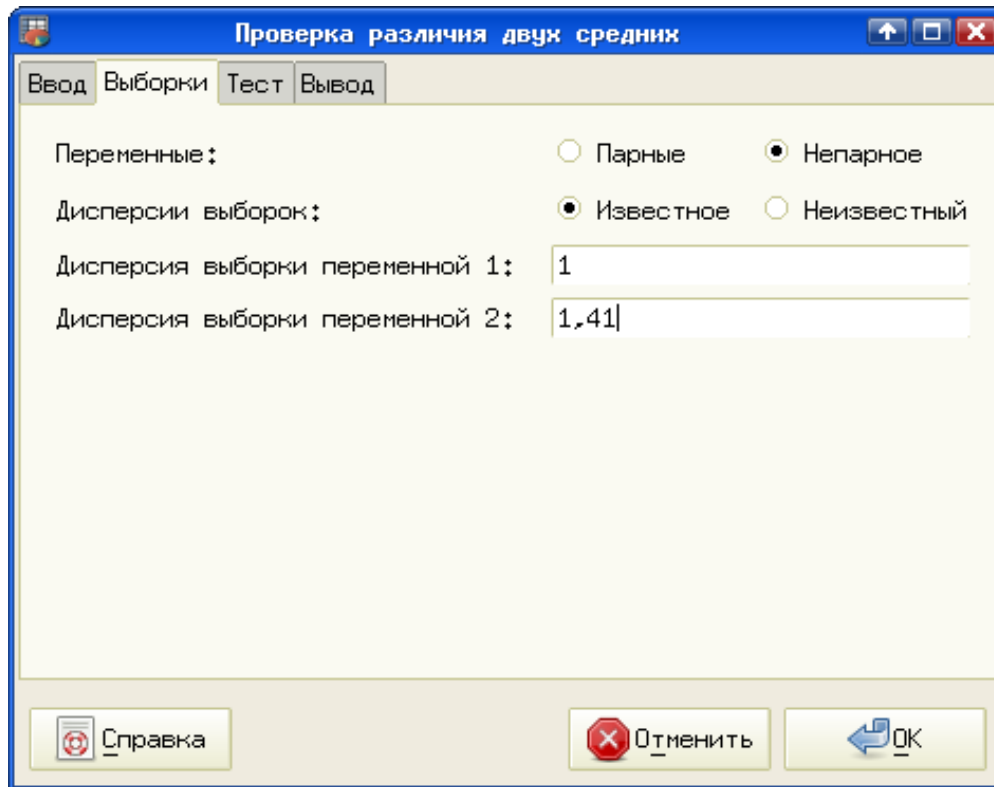 Проверка различия двух средних
Ввод Выборки Тест Вывод
Переменные: Парные Непарное
Дисперсии выборок: Известное Неизвестный
Дисперсия выборки переменной 1: 1
Дисперсия выборки переменной 2: 1,41
Справка Отменить OK